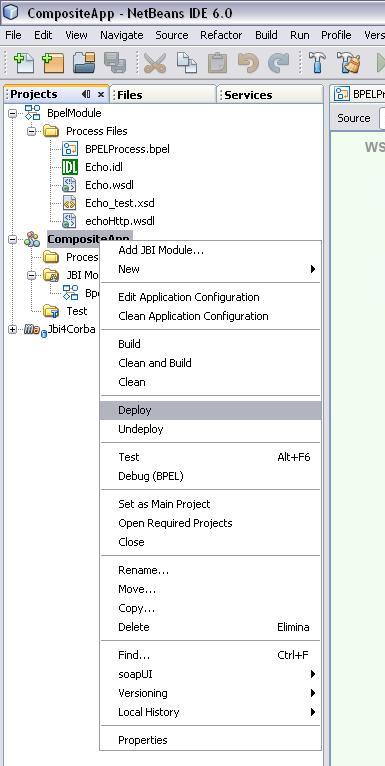 CompositeApp - NetBeans IDE 6.0
File Edit View Navigate Source Refactor Build Run Profile Vers
Projects Files Services
BPELP
Source
BpelModule
Process Files
BPELProcess.bpel
IDL Echo.idl
Echo.wsdl
Echo_test.xsd
echoHttp.wsdl
CompositeApp
Proces
JBI Mo
Bp
Test
Jbi4Corba
WS
Add JBI Module...
New
Edit Application Configuration
Clean Application Configuration
Build
Clean and Build
Clean
Deploy
Undeploy
Test Alt+F6
Debug (BPEL)
Set as Main Project
Open Required Projects
Close
Rename...
Move...
Copy...
Delete Elimina
Find... Ctrl+F
soapUI
Versioning
Local History
Properties